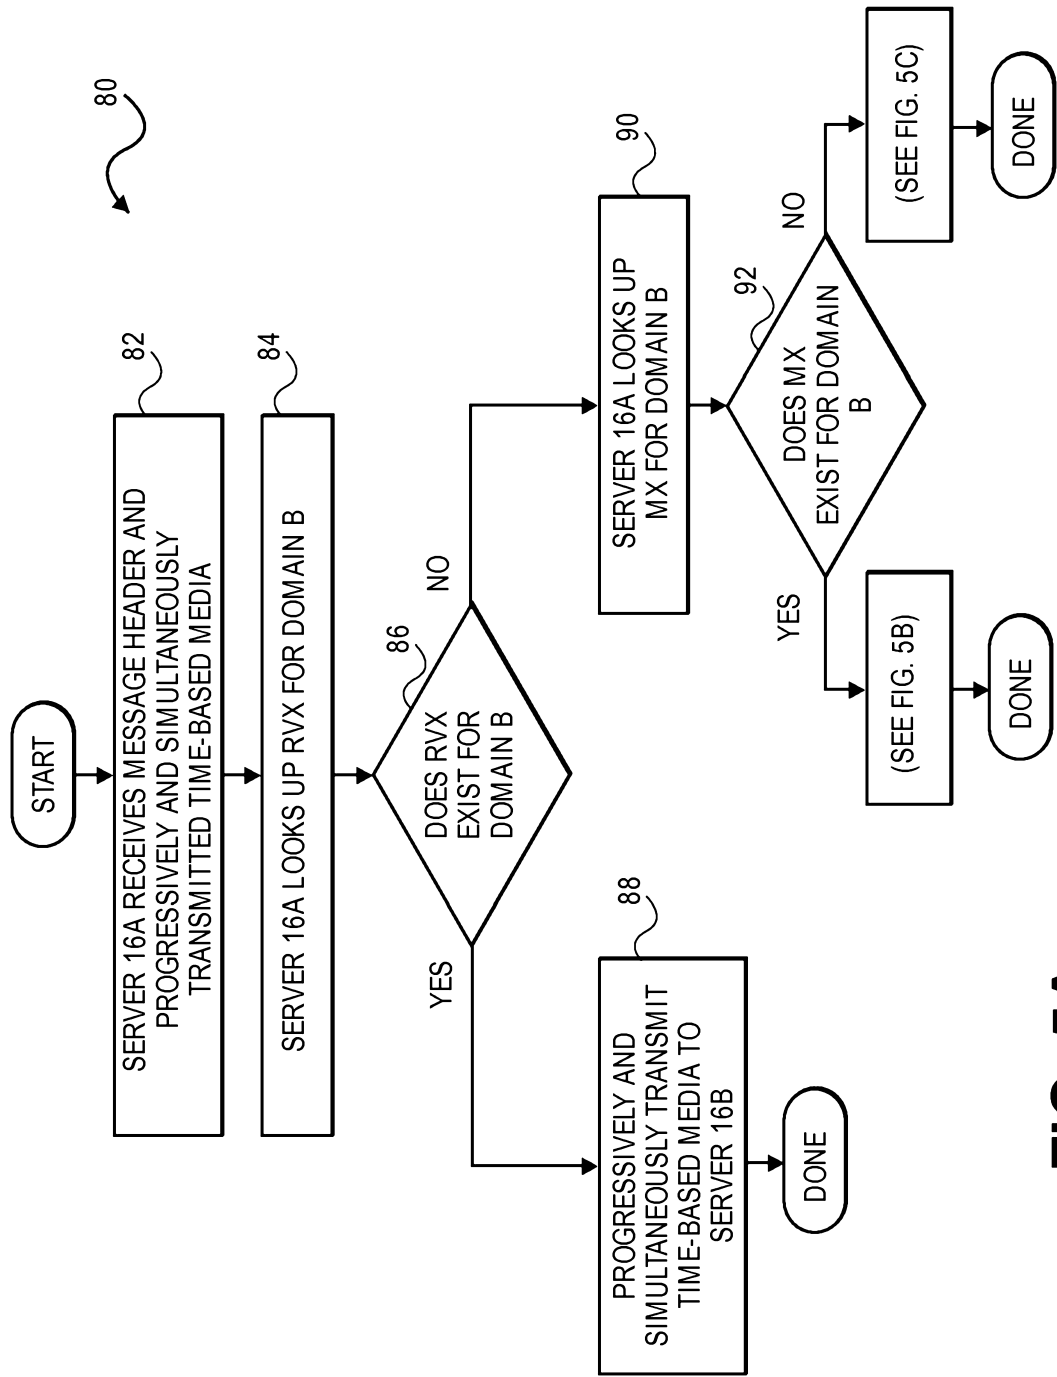 80
START
SERVER 16A RECEIVES MESSAGE HEADER AND
PROGRESSIVELY AND SIMULTANEOUSLY
TRANSMITTED TIME-BASED MEDIA
82
SERVER 16A LOOKS UP RVX FOR DOMAIN B
84
DOES RVX
EXIST FOR
DOMAIN B
86
YES
NO
PROGRESSIVELY AND
SIMULTANEOUSLY TRANSMIT
TIME-BASED MEDIA TO
SERVER 16B
88
DONE
SERVER 16A LOOKS UP
MX FOR DOMAIN B
90
DOES MX
EXIST FOR DOMAIN
B
92
YES
NO
(SEE FIG. 5B)
DONE
(SEE FIG. 5C)
DONE